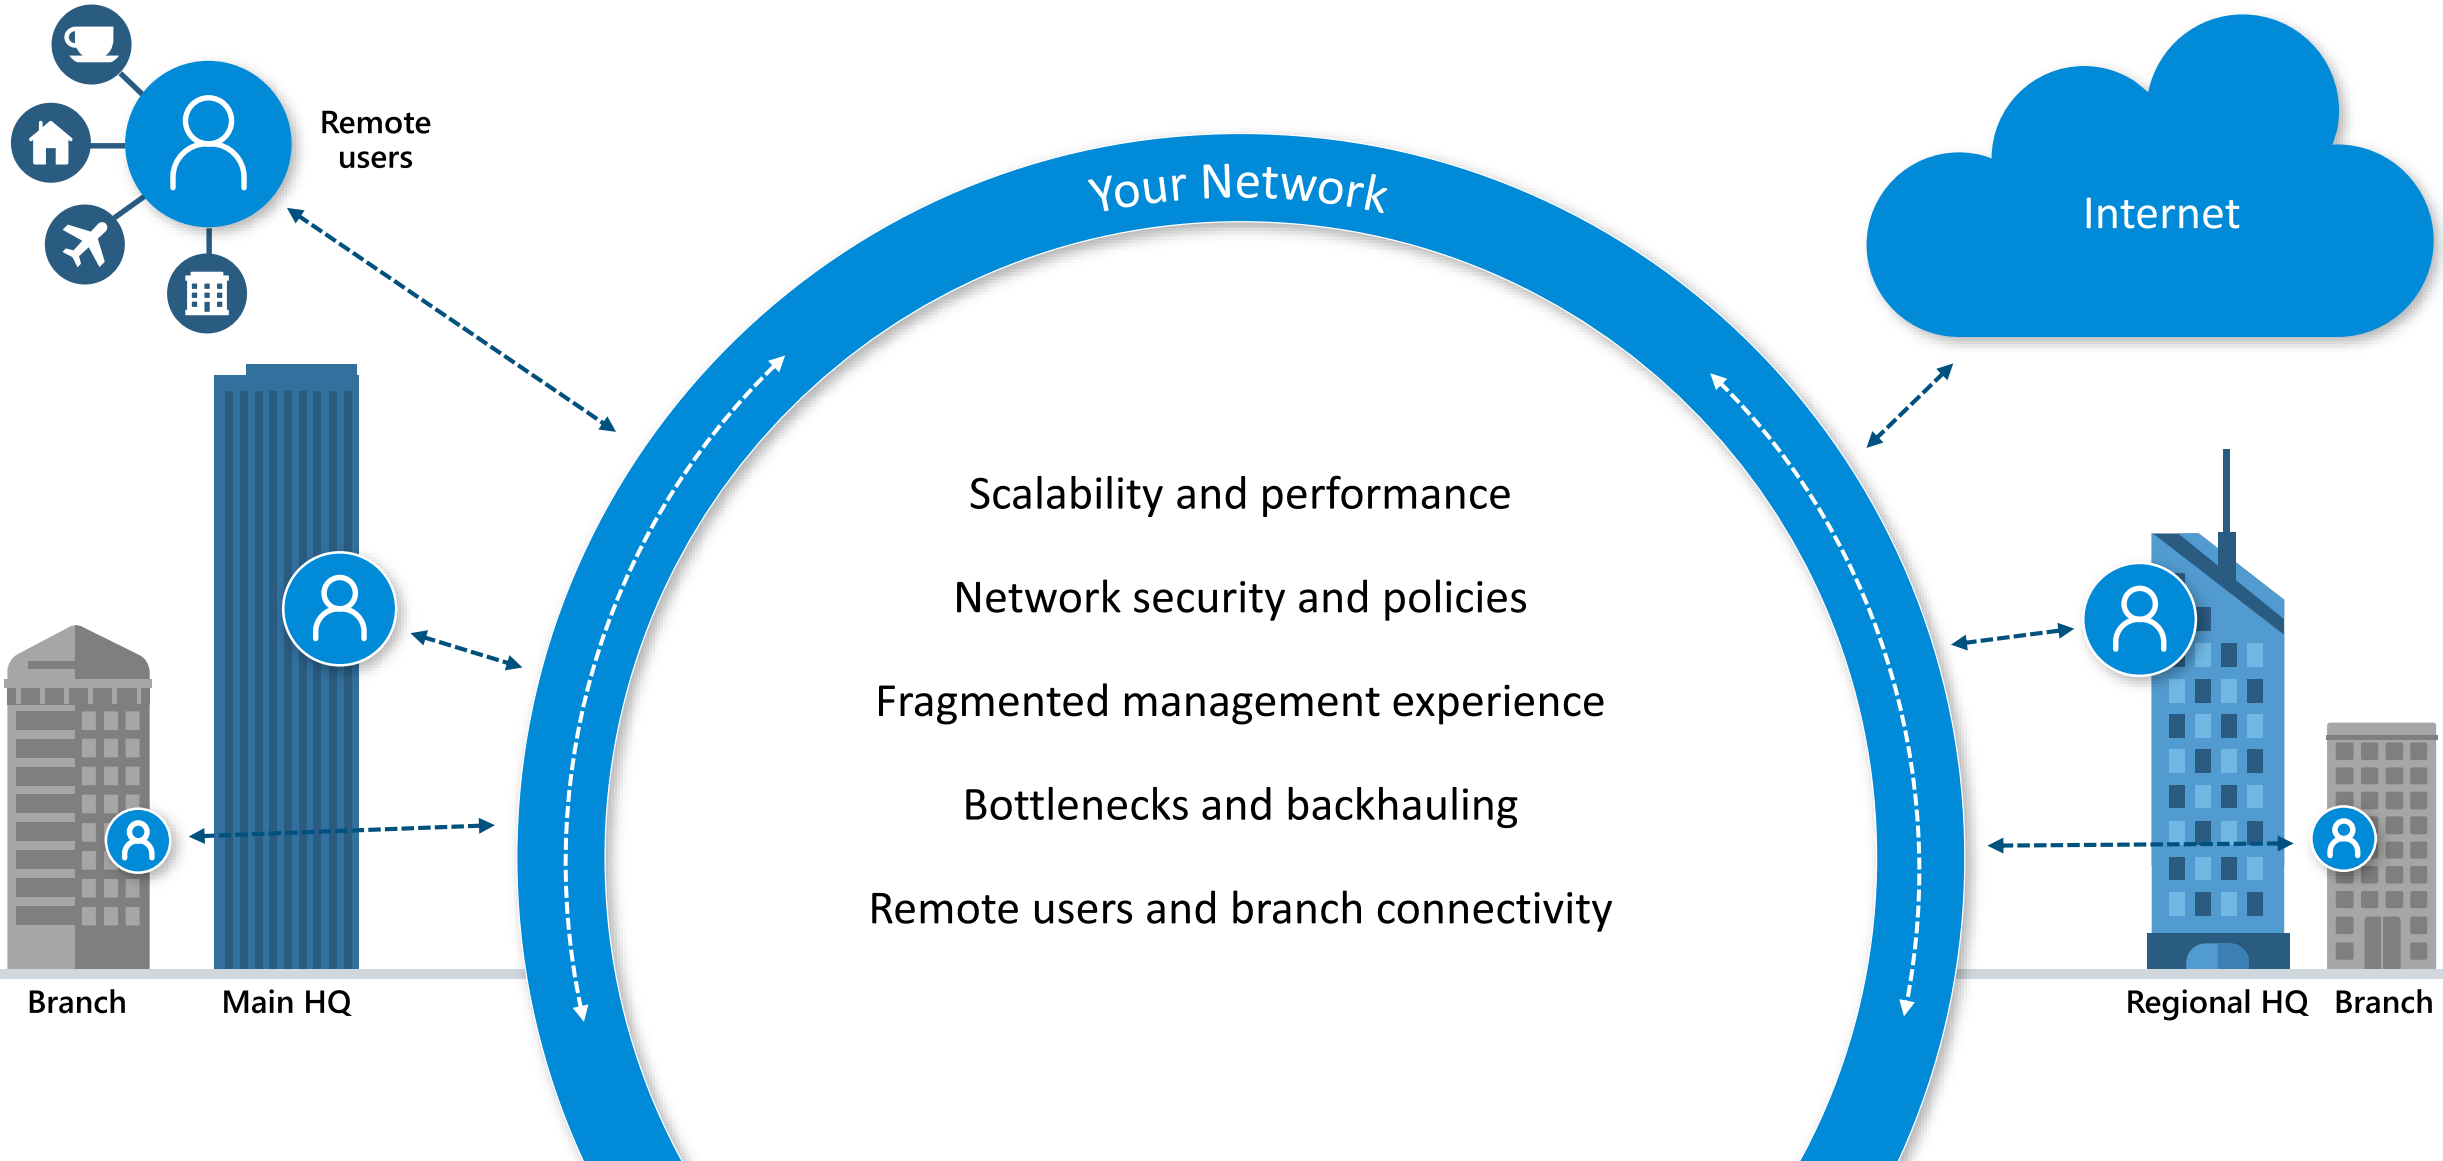 Remote
users
Your Network
Internet
Scalability and performance
Network security and policies
Fragmented management experience
Bottlenecks and backhauling
Remote users and branch connectivity
Branch
Main HQ
Regional HQ
Branch